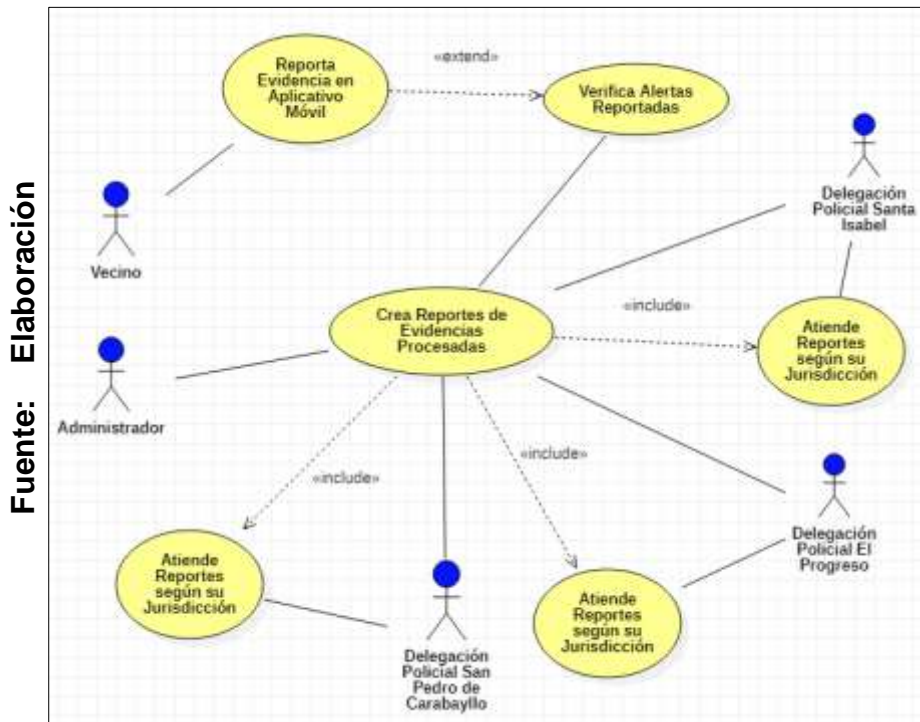 Fuente: Elaboración
Reporta
Evidencia en
Aplicativo
Móvil
«extend»
Verifica Alertas
Reportadas
Delegación
Policial Santa
Isabel
Vecino
Crea Reportes de
Evidencias
Procesadas
«include»
Atiende
Reportes
según su
Jurisdicción
Administrador
«include»
«include»
Delegación
Policial El
Progreso
Atiende
Reportes
según su
Jurisdicción
Delegación
Policial San
Pedro de
Carabayllo
Atiende
Reportes
según su
Jurisdicción